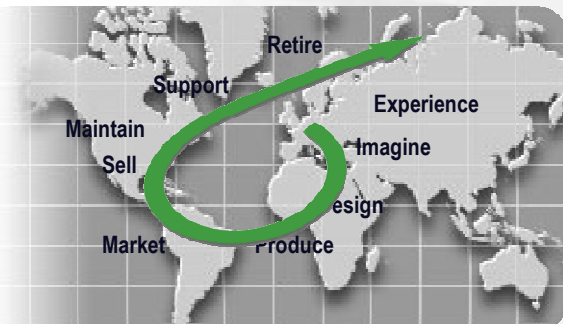 Retire
Support
Experience
Maintain
Imagine
Sell
esign
Market
Produce